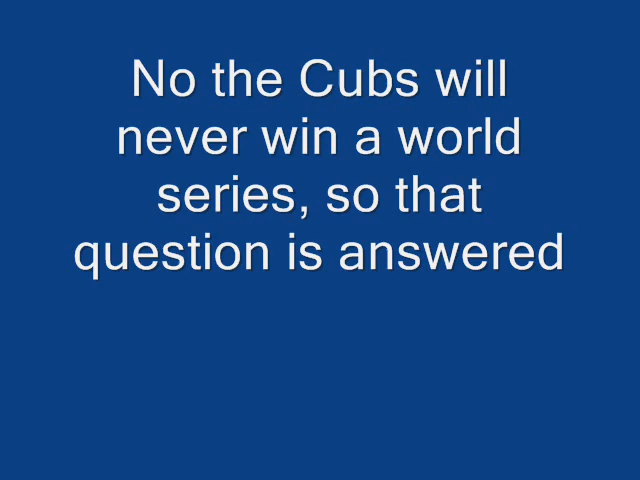 No the Cubs will
never win a world
series, so that
question is answered